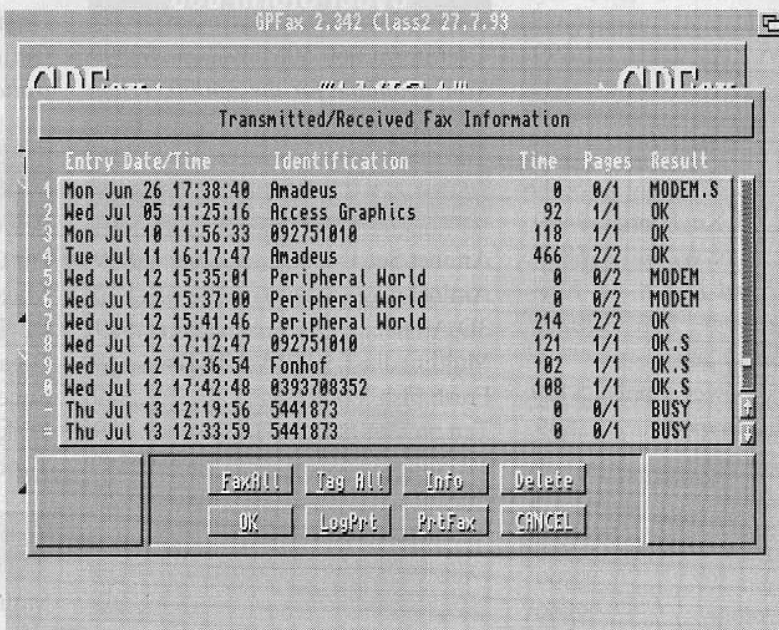 GPFax 2.342 Class2 27.7.93
Transmitted/Received Fax Information
Entry Date/Time Identification Time Pages Result
1 Mon Jun 26 17:38:40 Amadeus 0 0/1 MODEM.S
2 Wed Jul 05 11:25:16 Access Graphics 92 1/1 OK
3 Mon Jul 10 11:56:33 092751010 118 1/1 OK
4 Tue Jul 11 16:17:47 Amadeus 466 2/2 OK
5 Wed Jul 12 15:35:01 Peripheral World 0 0/2 MODEM
6 Wed Jul 12 15:37:00 Peripheral World 0 0/2 MODEM
7 Wed Jul 12 15:41:46 Peripheral World 214 2/2 OK
8 Wed Jul 12 17:12:47 092751010 121 1/1 OK.S
9 Wed Jul 12 17:36:54 Fonhof 102 1/1 OK.S
0 Wed Jul 12 17:42:48 0393708352 108 1/1 OK.S
- Thu Jul 13 12:19:56 5441873 0 0/1 BUSY
= Thu Jul 13 12:33:59 5441873 0 0/1 BUSY
FaxAll Tag All Info Delete
OK LogPrt PrtFax CANCEL